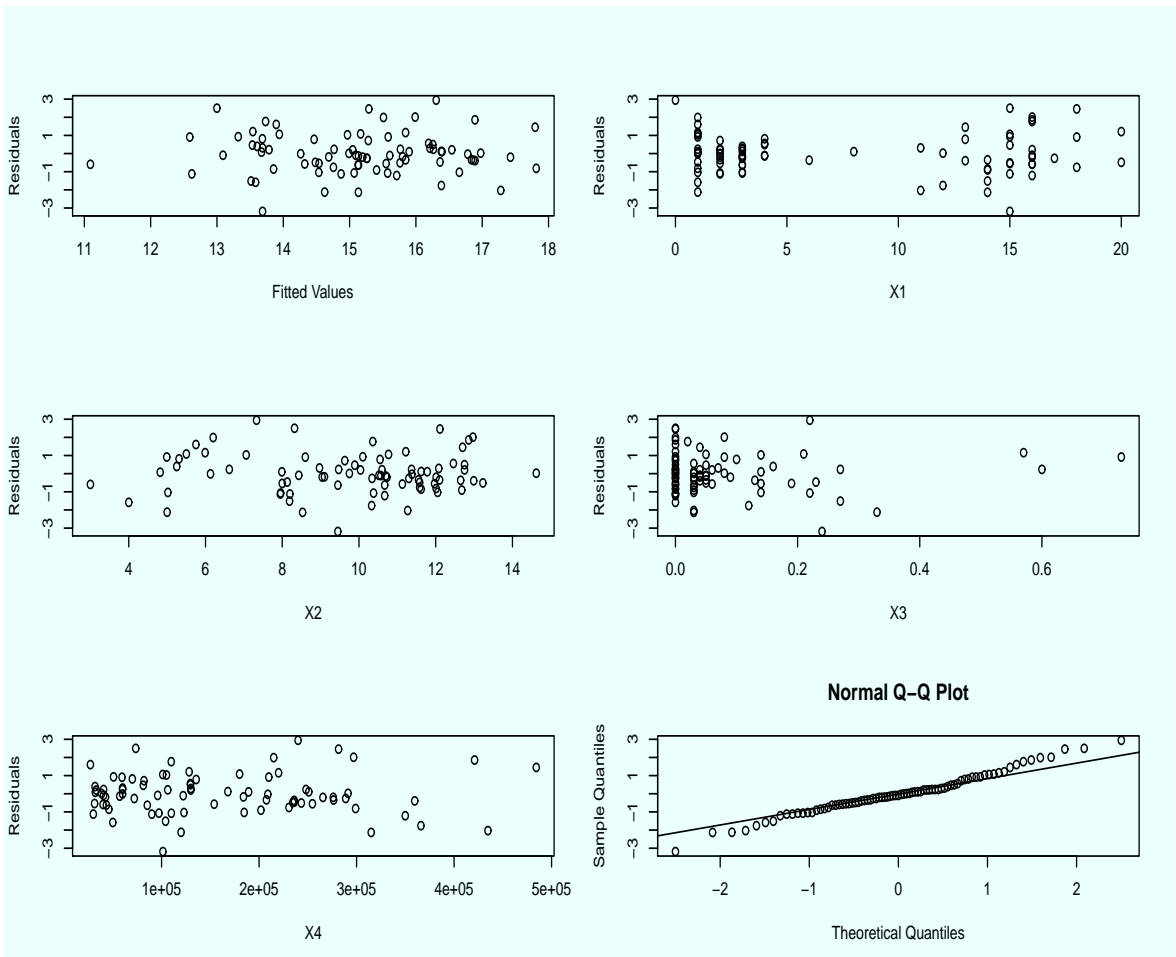 Residuals
3
1
−1
−3
11 12 13 14 15 16 17 18
Fitted Values
Residuals
3
1
−1
−3
0 5 10 15 20
X1
Residuals
3
1
−1
−3
4 6 8 10 12 14
X2
Residuals
3
1
−1
−3
0.0 0.2 0.4 0.6
X3
Residuals
3
1
−1
−3
1e+05 2e+05 3e+05 4e+05 5e+05
X4
Normal Q−Q Plot
Sample Quantiles
3
1
−1
−3
−2 −1 0 1 2
Theoretical Quantiles